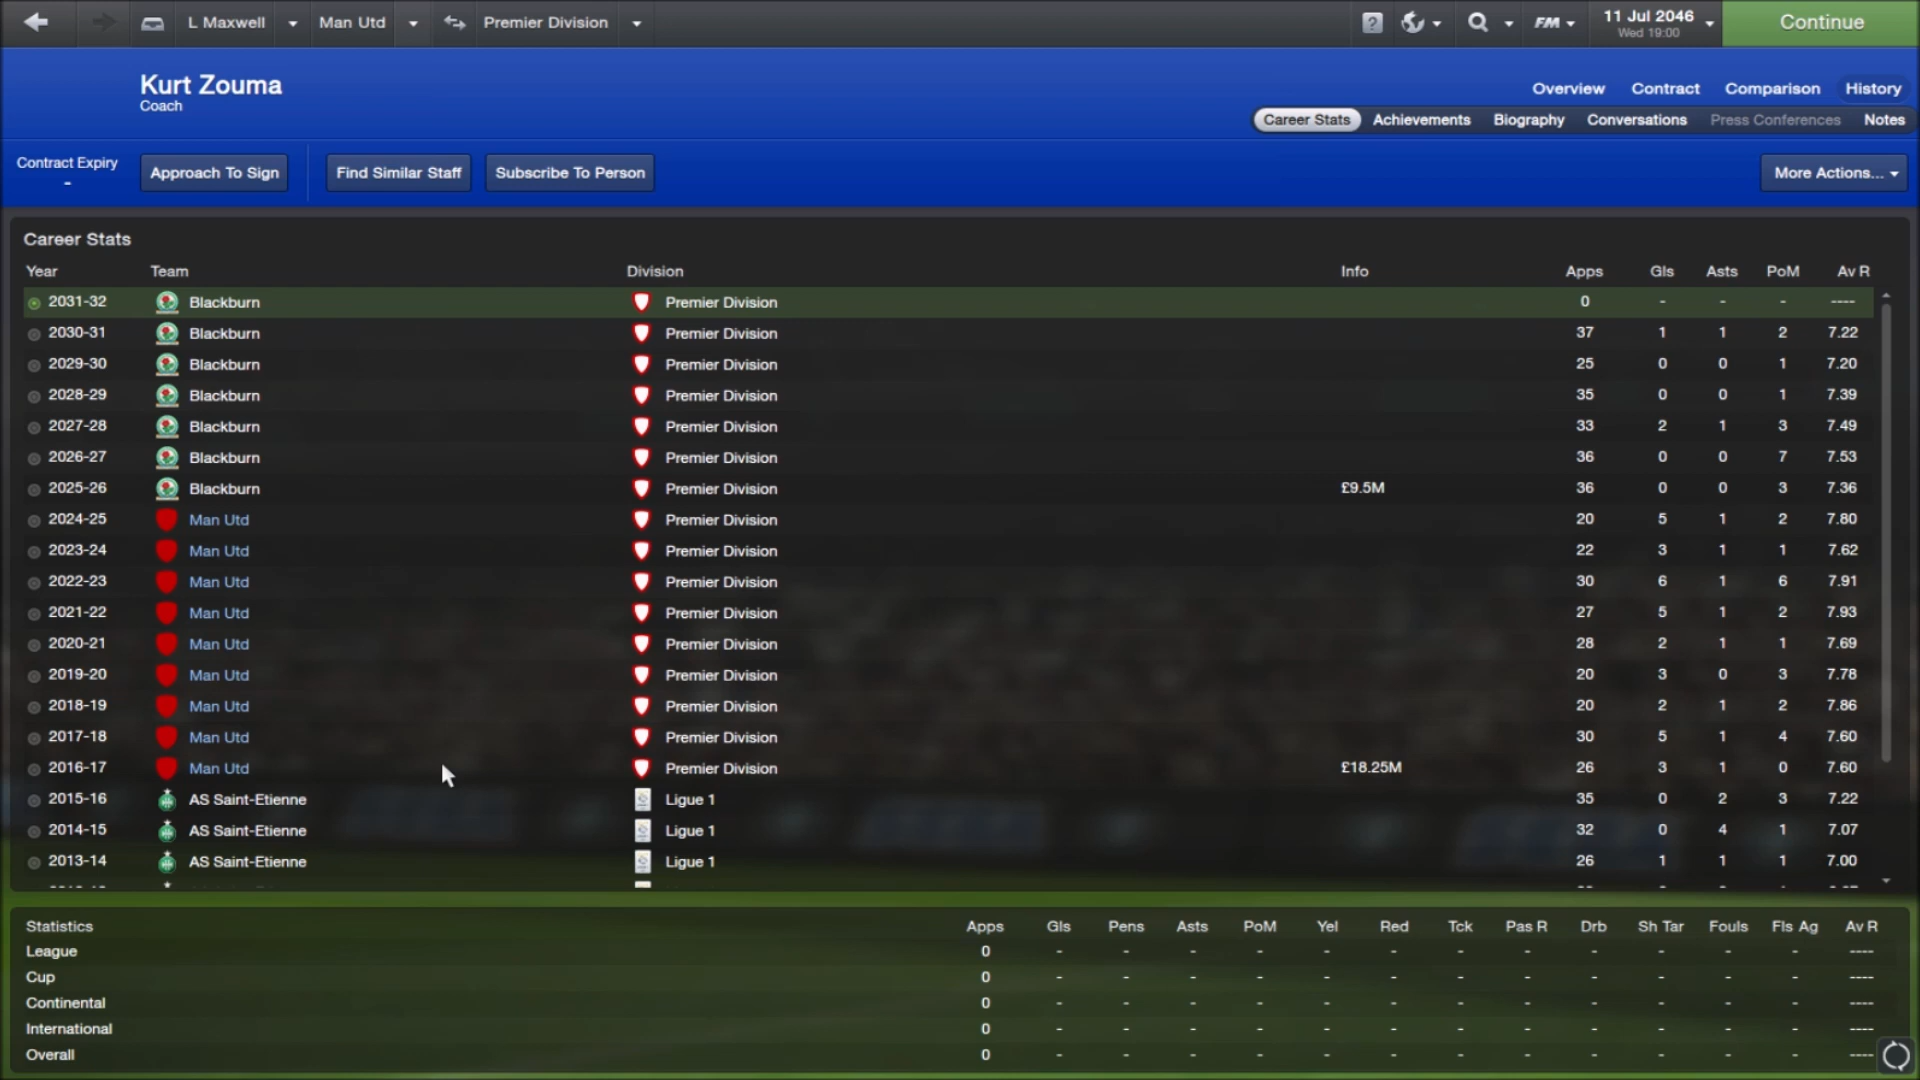 L Maxwell Man Utd Premier Division ? FM 11 Jul 2046 Wed 19:00 Continue
Kurt Zouma
Coach
Overview Contract Comparison History
Career Stats Achievements Biography Conversations Press Conferences Notes
Contract Expiry - Approach To Sign Find Similar Staff Subscribe To Person More Actions...
Career Stats
Year Team Division Info Apps Gls Asts PoM Av R
2031-32 Blackburn Premier Division 0 - - - ----
2030-31 Blackburn Premier Division 37 1 1 2 7.22
2029-30 Blackburn Premier Division 25 0 0 1 7.20
2028-29 Blackburn Premier Division 35 0 0 1 7.39
2027-28 Blackburn Premier Division 33 2 1 3 7.49
2026-27 Blackburn Premier Division 36 0 0 7 7.53
2025-26 Blackburn Premier Division £9.5M 36 0 0 3 7.36
2024-25 Man Utd Premier Division 20 5 1 2 7.80
2023-24 Man Utd Premier Division 22 3 1 1 7.62
2022-23 Man Utd Premier Division 30 6 1 6 7.91
2021-22 Man Utd Premier Division 27 5 1 2 7.93
2020-21 Man Utd Premier Division 28 2 1 1 7.69
2019-20 Man Utd Premier Division 20 3 0 3 7.78
2018-19 Man Utd Premier Division 20 2 1 2 7.86
2017-18 Man Utd Premier Division 30 5 1 4 7.60
2016-17 Man Utd Premier Division £18.25M 26 3 1 0 7.60
2015-16 AS Saint-Etienne Ligue 1 35 0 2 3 7.22
2014-15 AS Saint-Etienne Ligue 1 32 0 4 1 7.07
2013-14 AS Saint-Etienne Ligue 1 26 1 1 1 7.00
Statistics Apps Gls Pens Asts PoM Yel Red Tck Pas R Drb Sh Tar Fouls Fls Ag Av R
League 0 - - - - - - - - - - - - ----
Cup 0 - - - - - - - - - - - - ----
Continental 0 - - - - - - - - - - - - ----
International 0 - - - - - - - - - - - - ----
Overall 0 - - - - - - - - - - - - ----